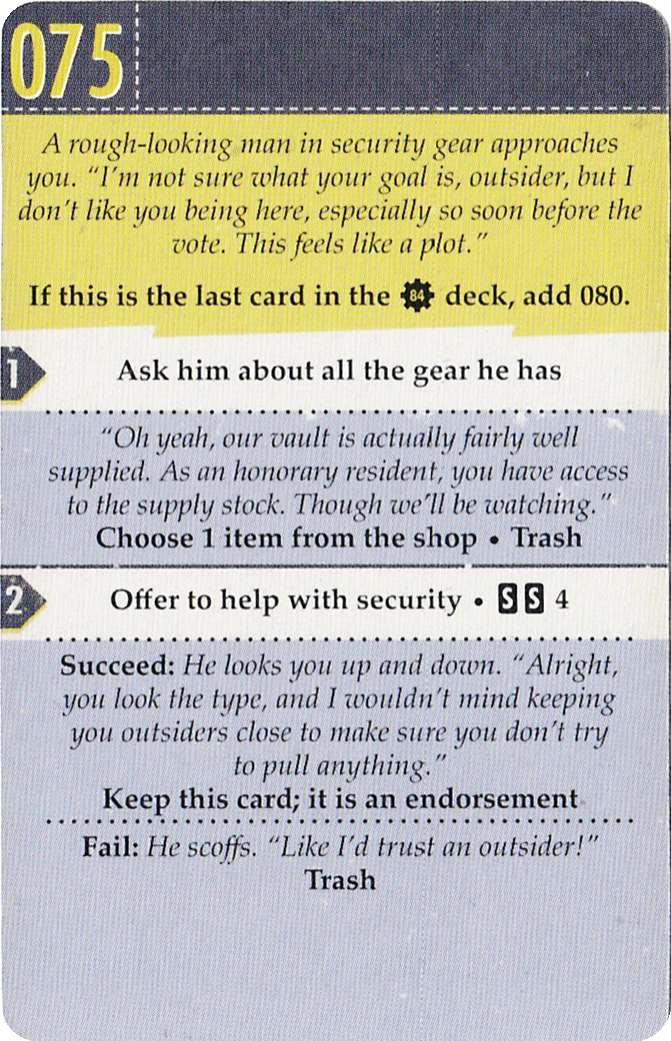 075
A rough-looking man in security gear approaches
you. “I’m not sure what your goal is, outsider, but I
don’t like you being here, especially so soon before the
vote. This feels like a plot.”
If this is the last card in the 84 deck, add 080.
1 Ask him about all the gear he has
“Oh yeah, our vault is actually fairly well
supplied. As an honorary resident, you have access
to the supply stock. Though we’ll be watching.”
Choose 1 item from the shop • Trash
2 Offer to help with security • S S 4
Succeed: He looks you up and down. “Alright,
you look the type, and I wouldn’t mind keeping
you outsiders close to make sure you don’t try
to pull anything.”
Keep this card; it is an endorsement
Fail: He scoffs. “Like I’d trust an outsider!”
Trash